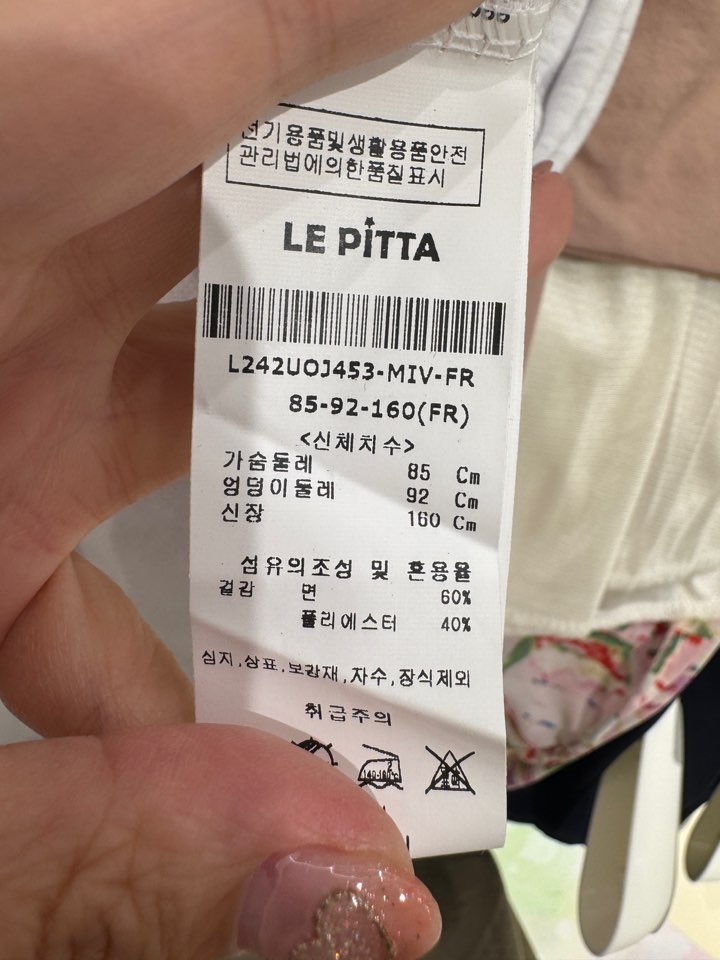 전기용품및생활용품안전
관리법에의한품질표시
LE PiTTA
L242UOJ453-MIV-FR
85-92-160(FR)
<신체치수>
가슴둘레 85 Cm
엉덩이둘레 92 Cm
신장 160 Cm
섬유의조성 및 혼용율
겉감 면 60%
폴리에스터 40%
심지,상표,보강재,자수,장식제외
취급주의
140-160℃